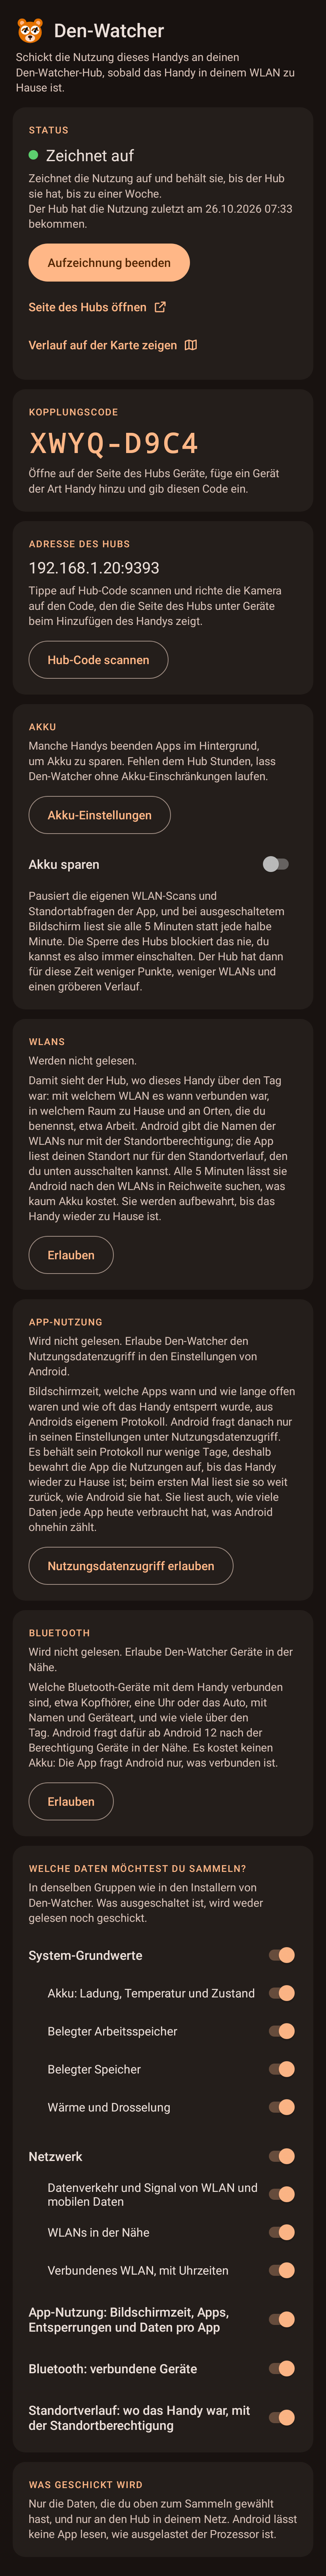 Den-Watcher
Schickt die Nutzung dieses Handys an deinen
Den-Watcher-Hub, sobald das Handy in deinem WLAN zu
Hause ist.
STATUS
Zeichnet auf
Zeichnet die Nutzung auf und behält sie, bis der Hub
sie hat, bis zu einer Woche.
Der Hub hat die Nutzung zuletzt am 26.10.2026 07:33
bekommen.
Aufzeichnung beenden
Seite des Hubs öffnen
Verlauf auf der Karte zeigen
KOPPLUNGSCODE
XWYQ-D9C4
Öffne auf der Seite des Hubs Geräte, füge ein Gerät
der Art Handy hinzu und gib diesen Code ein.
ADRESSE DES HUBS
192.168.1.20:9393
Tippe auf Hub-Code scannen und richte die Kamera
auf den Code, den die Seite des Hubs unter Geräte
beim Hinzufügen des Handys zeigt.
Hub-Code scannen
AKKU
Manche Handys beenden Apps im Hintergrund,
um Akku zu sparen. Fehlen dem Hub Stunden, lass
Den-Watcher ohne Akku-Einschränkungen laufen.
Akku-Einstellungen
Akku sparen
Pausiert die eigenen WLAN-Scans und
Standortabfragen der App, und bei ausgeschaltetem
Bildschirm liest sie alle 5 Minuten statt jede halbe
Minute. Die Sperre des Hubs blockiert das nie, du
kannst es also immer einschalten. Der Hub hat dann
für diese Zeit weniger Punkte, weniger WLANs und
einen gröberen Verlauf.
WLANS
Werden nicht gelesen.
Damit sieht der Hub, wo dieses Handy über den Tag
war: mit welchem WLAN es wann verbunden war,
in welchem Raum zu Hause und an Orten, die du
benennst, etwa Arbeit. Android gibt die Namen der
WLANs nur mit der Standortberechtigung; die App
liest deinen Standort nur für den Standortverlauf, den
du unten ausschalten kannst. Alle 5 Minuten lässt sie
Android nach den WLANs in Reichweite suchen, was
kaum Akku kostet. Sie werden aufbewahrt, bis das
Handy wieder zu Hause ist.
Erlauben
APP-NUTZUNG
Wird nicht gelesen. Erlaube Den-Watcher den
Nutzungsdatenzugriff in den Einstellungen von
Android.
Bildschirmzeit, welche Apps wann und wie lange offen
waren und wie oft das Handy entsperrt wurde, aus
Androids eigenem Protokoll. Android fragt danach nur
in seinen Einstellungen unter Nutzungsdatenzugriff.
Es behält sein Protokoll nur wenige Tage, deshalb
bewahrt die App die Nutzungen auf, bis das Handy
wieder zu Hause ist; beim ersten Mal liest sie so weit
zurück, wie Android sie hat. Sie liest auch, wie viele
Daten jede App heute verbraucht hat, was Android
ohnehin zählt.
Nutzungsdatenzugriff erlauben
BLUETOOTH
Wird nicht gelesen. Erlaube Den-Watcher Geräte in der
Nähe.
Welche Bluetooth-Geräte mit dem Handy verbunden
sind, etwa Kopfhörer, eine Uhr oder das Auto, mit
Namen und Geräteart, und wie viele über den
Tag. Android fragt dafür ab Android 12 nach der
Berechtigung Geräte in der Nähe. Es kostet keinen
Akku: Die App fragt Android nur, was verbunden ist.
Erlauben
WELCHE DATEN MÖCHTEST DU SAMMELN?
In denselben Gruppen wie in den Installern von
Den-Watcher. Was ausgeschaltet ist, wird weder
gelesen noch geschickt.
System-Grundwerte
Akku: Ladung, Temperatur und Zustand
Belegter Arbeitsspeicher
Belegter Speicher
Wärme und Drosselung
Netzwerk
Datenverkehr und Signal von WLAN und
mobilen Daten
WLANs in der Nähe
Verbundenes WLAN, mit Uhrzeiten
App-Nutzung: Bildschirmzeit, Apps,
Entsperrungen und Daten pro App
Bluetooth: verbundene Geräte
Standortverlauf: wo das Handy war, mit
der Standortberechtigung
WAS GESCHICKT WIRD
Nur die Daten, die du oben zum Sammeln gewählt
hast, und nur an den Hub in deinem Netz. Android lässt
keine App lesen, wie ausgelastet der Prozessor ist.